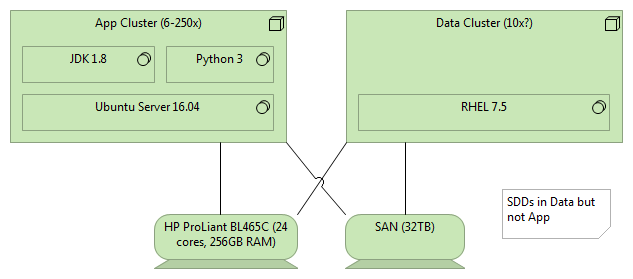 App Cluster (6-250x)
JDK 1.8
Python 3
Ubuntu Server 16.04
Data Cluster (10x?)
RHEL 7.5
HP ProLiant BL465C (24
cores, 256GB RAM)
SAN (32TB)
SDDs in Data but
not App